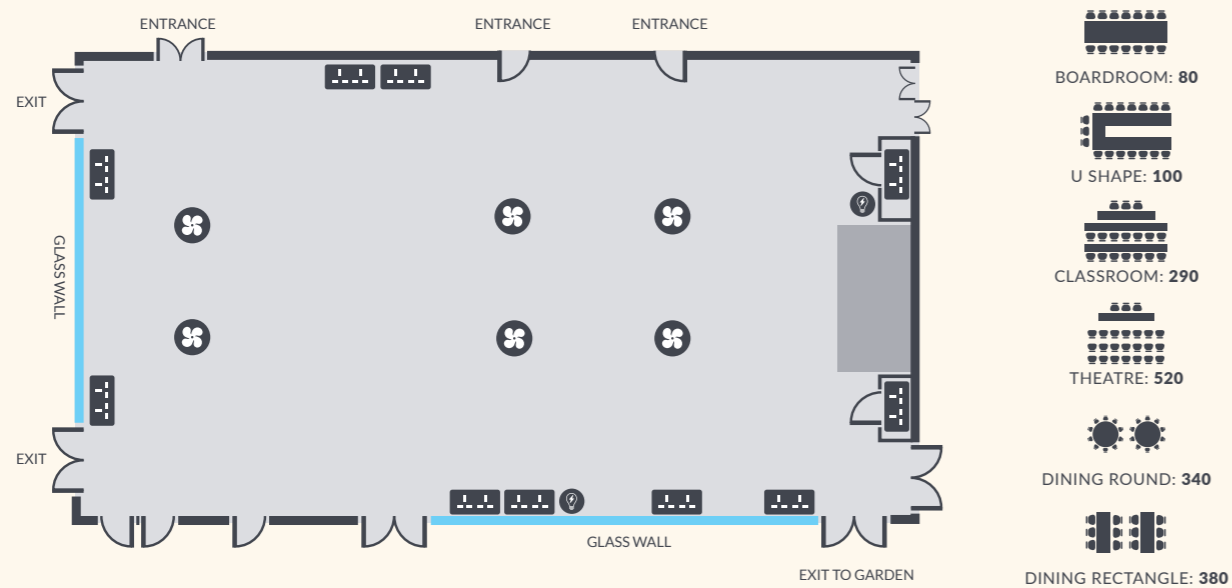 ENTRANCE
ENTRANCE
ENTRANCE
EXIT
GLASS WALL
EXIT
GLASS WALL
EXIT TO GARDEN
BOARDROOM: 80
U SHAPE: 100
CLASSROOM: 290
THEATRE: 520
DINING ROUND: 340
DINING RECTANGLE: 380